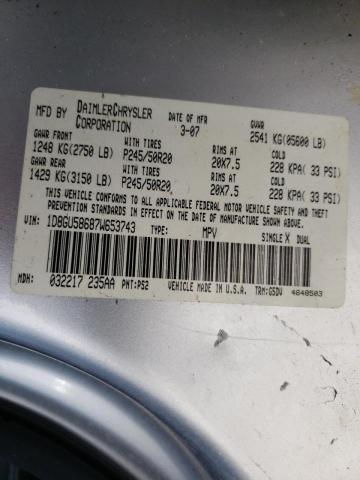 MFD BY DAIMLERCHRYSLER CORPORATION DATE OF MFR 3-07 GVWR 2541 KG(05600 LB)
GAWR FRONT WITH TIRES RIMS AT COLD
1248 KG(2750 LB) P245/50R20 20X7.5 228 KPA( 33 PSI)
GAWR REAR WITH TIRES RIMS AT COLD
1429 KG(3150 LB) P245/50R20 20X7.5 228 KPA( 33 PSI)
THIS VEHICLE CONFORMS TO ALL APPLICABLE FEDERAL MOTOR VEHICLE SAFETY AND THEFT
PREVENTION STANDARDS IN EFFECT ON THE DATE OF MANUFACTURE SHOWN ABOVE.
VIN: 1D8GU58687W653743 TYPE: MPV SINGLE X DUAL
MDH: 032217 235AA PNT:PS2 VEHICLE MADE IN U.S.A. TRM:GSDV 4648503